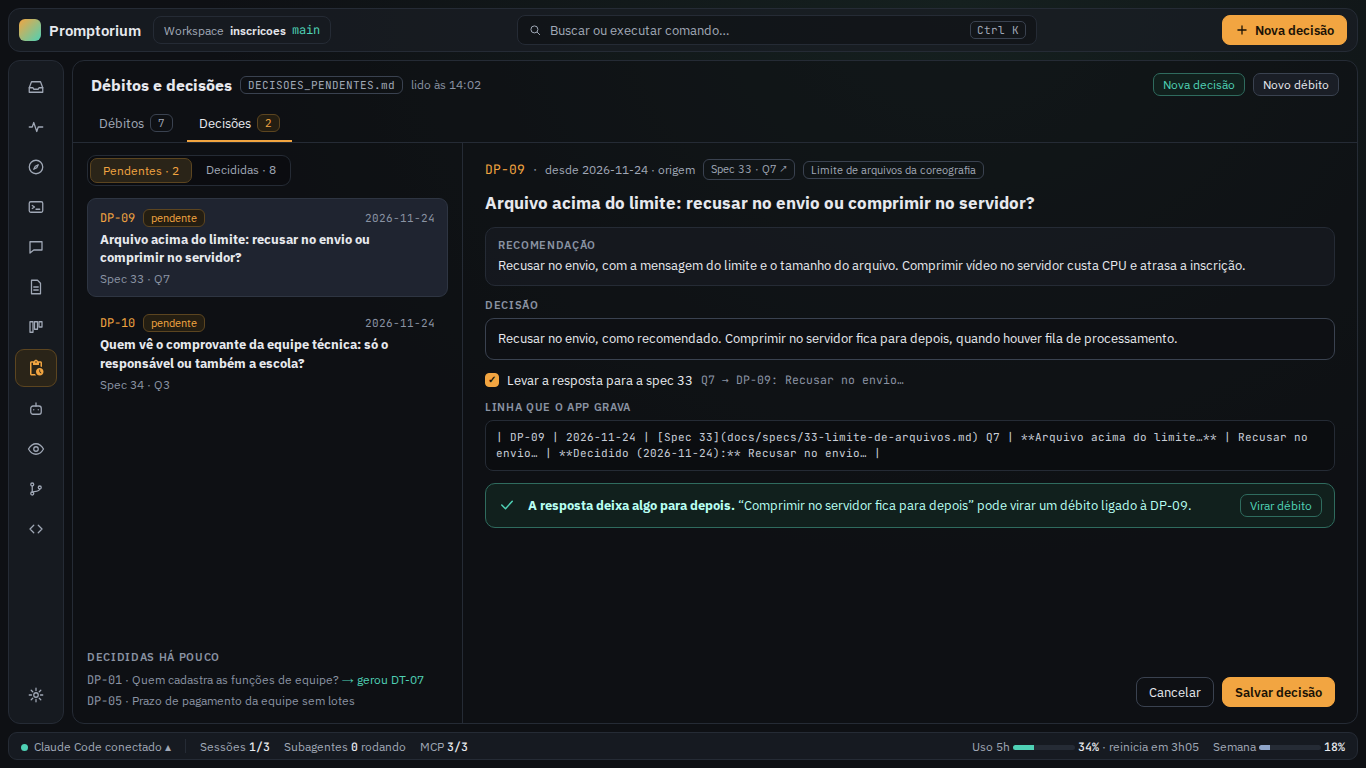 Promptorium
Workspace inscricoes main
Buscar ou executar comando…
Ctrl K
Nova decisão
Débitos e decisões
DECISOES_PENDENTES.md
lido às 14:02
Nova decisão
Novo débito
Débitos 7
Decisões 2
Pendentes · 2
Decididas · 8
DP-09 pendente 2026-11-24
Arquivo acima do limite: recusar no envio ou
comprimir no servidor?
Spec 33 · Q7
DP-10 pendente 2026-11-24
Quem vê o comprovante da equipe técnica: só o
responsável ou também a escola?
Spec 34 · Q3
DECIDIDAS HÁ POUCO
DP-01 · Quem cadastra as funções de equipe? → gerou DT-07
DP-05 · Prazo de pagamento da equipe sem lotes
DP-09 · desde 2026-11-24 · origem Spec 33 · Q7 ↗ Limite de arquivos da coreografia
Arquivo acima do limite: recusar no envio ou comprimir no servidor?
RECOMENDAÇÃO
Recusar no envio, com a mensagem do limite e o tamanho do arquivo. Comprimir vídeo no servidor custa CPU e atrasa a inscrição.
DECISÃO
Recusar no envio, como recomendado. Comprimir no servidor fica para depois, quando houver fila de processamento.
Levar a resposta para a spec 33 Q7 → DP-09: Recusar no envio…
LINHA QUE O APP GRAVA
| DP-09 | 2026-11-24 | [Spec 33](docs/specs/33-limite-de-arquivos.md) Q7 | **Arquivo acima do limite…** | Recusar no
envio… | **Decidido (2026-11-24):** Recusar no envio… |
A resposta deixa algo para depois. “Comprimir no servidor fica para depois” pode virar um débito ligado à DP-09.
Virar débito
Cancelar
Salvar decisão
Claude Code conectado ▴
Sessões 1/3
Subagentes 0 rodando
MCP 3/3
Uso 5h 34% · reinicia em 3h05
Semana 18%